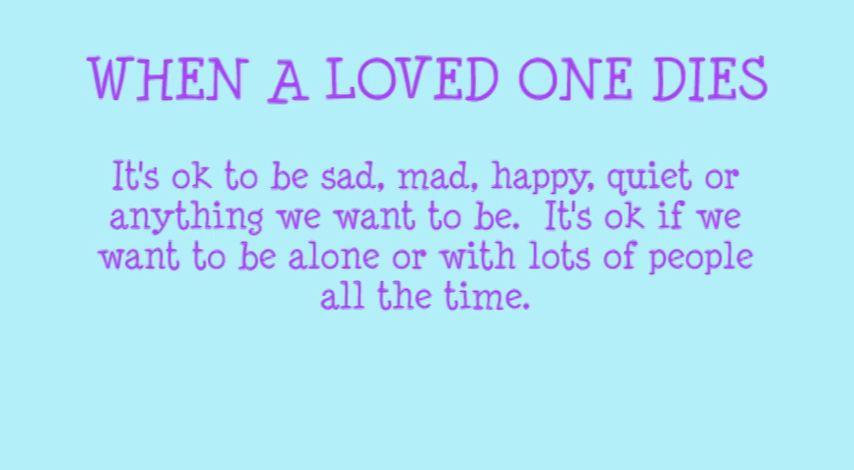 WHEN A LOVED ONE DIES
It's ok to be sad, mad, happy, quiet or
anything we want to be.  It's ok if we
want to be alone or with lots of people
all the time.